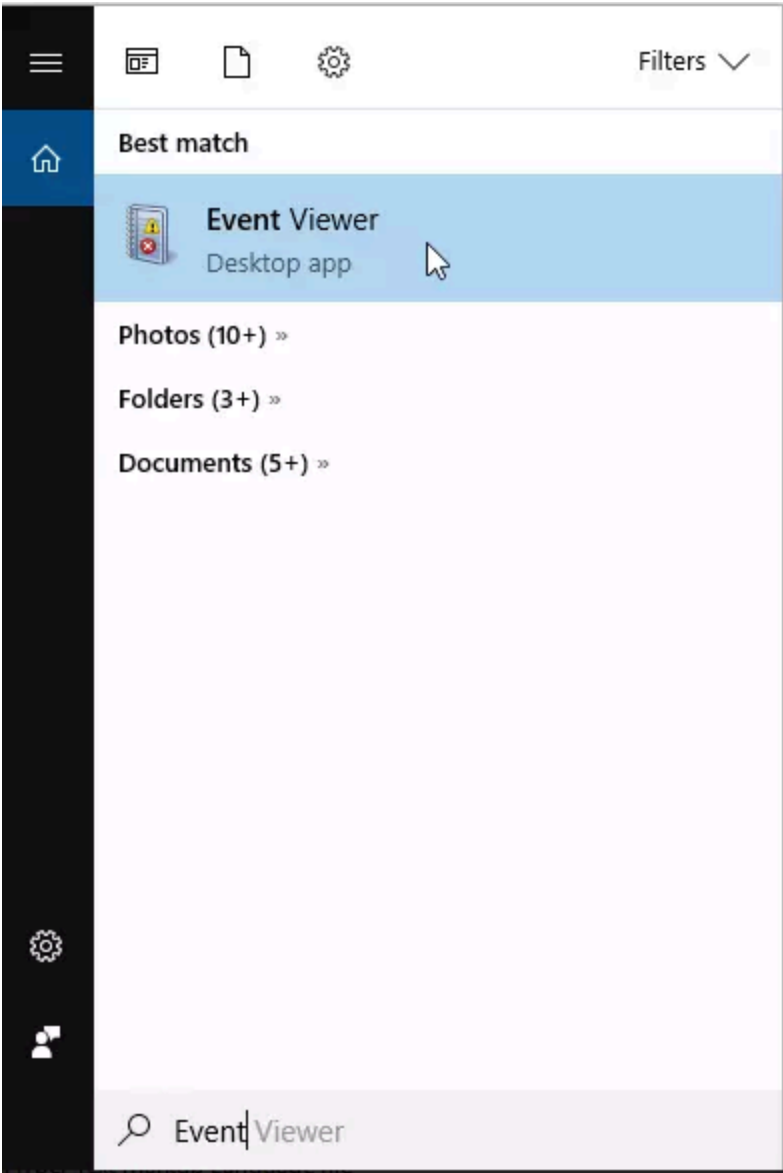 Filters
Best match
Event Viewer
Desktop app
Photos (10+) »
Folders (3+) »
Documents (5+) »
Event Viewer